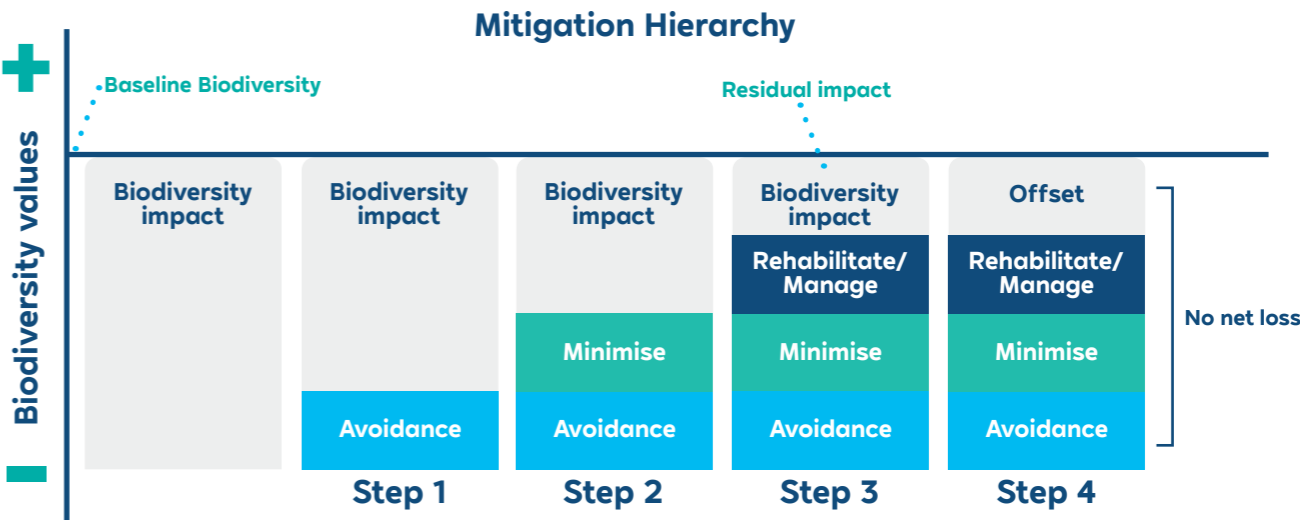 Mitigation Hierarchy
+
Baseline Biodiversity
Residual impact
Biodiversity values
Biodiversity
impact
Biodiversity
impact
Avoidance
Step 1
Biodiversity
impact
Minimise
Avoidance
Step 2
Biodiversity
impact
Rehabilitate/
Manage
Minimise
Avoidance
Step 3
Offset
Rehabilitate/
Manage
Minimise
Avoidance
Step 4
No net loss